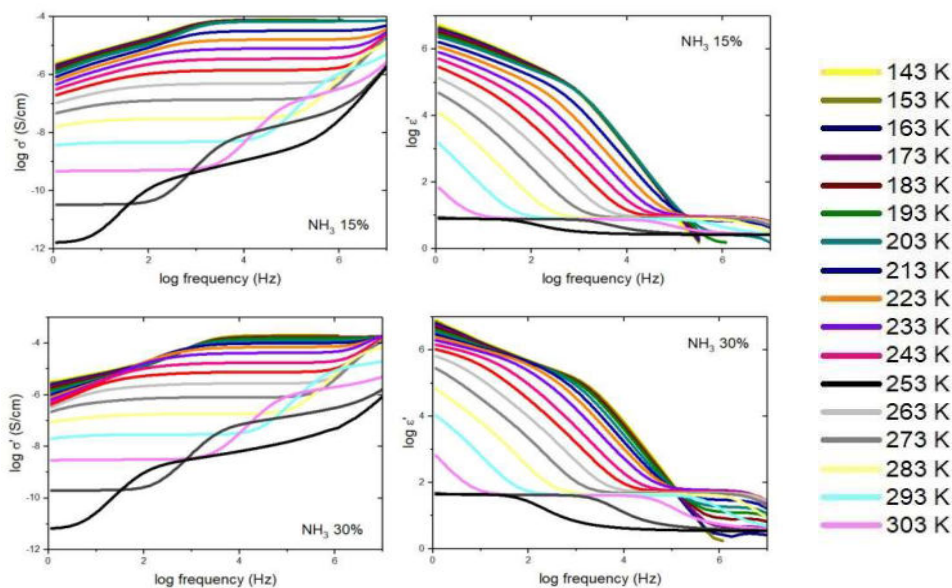 -4
-6
-8
-10
-12
0
2
4
6
log σ' (S/cm)
log frequency (Hz)
NH₃ 15%
6
4
2
0
0
2
4
6
log ε'
log frequency (Hz)
NH₃ 15%
-4
-6
-8
-10
-12
0
2
4
6
log σ' (S/cm)
log frequency (Hz)
NH₃ 30%
6
4
2
0
0
2
4
6
log ε'
log frequency (Hz)
NH₃ 30%
143 K
153 K
163 K
173 K
183 K
193 K
203 K
213 K
223 K
233 K
243 K
253 K
263 K
273 K
283 K
293 K
303 K